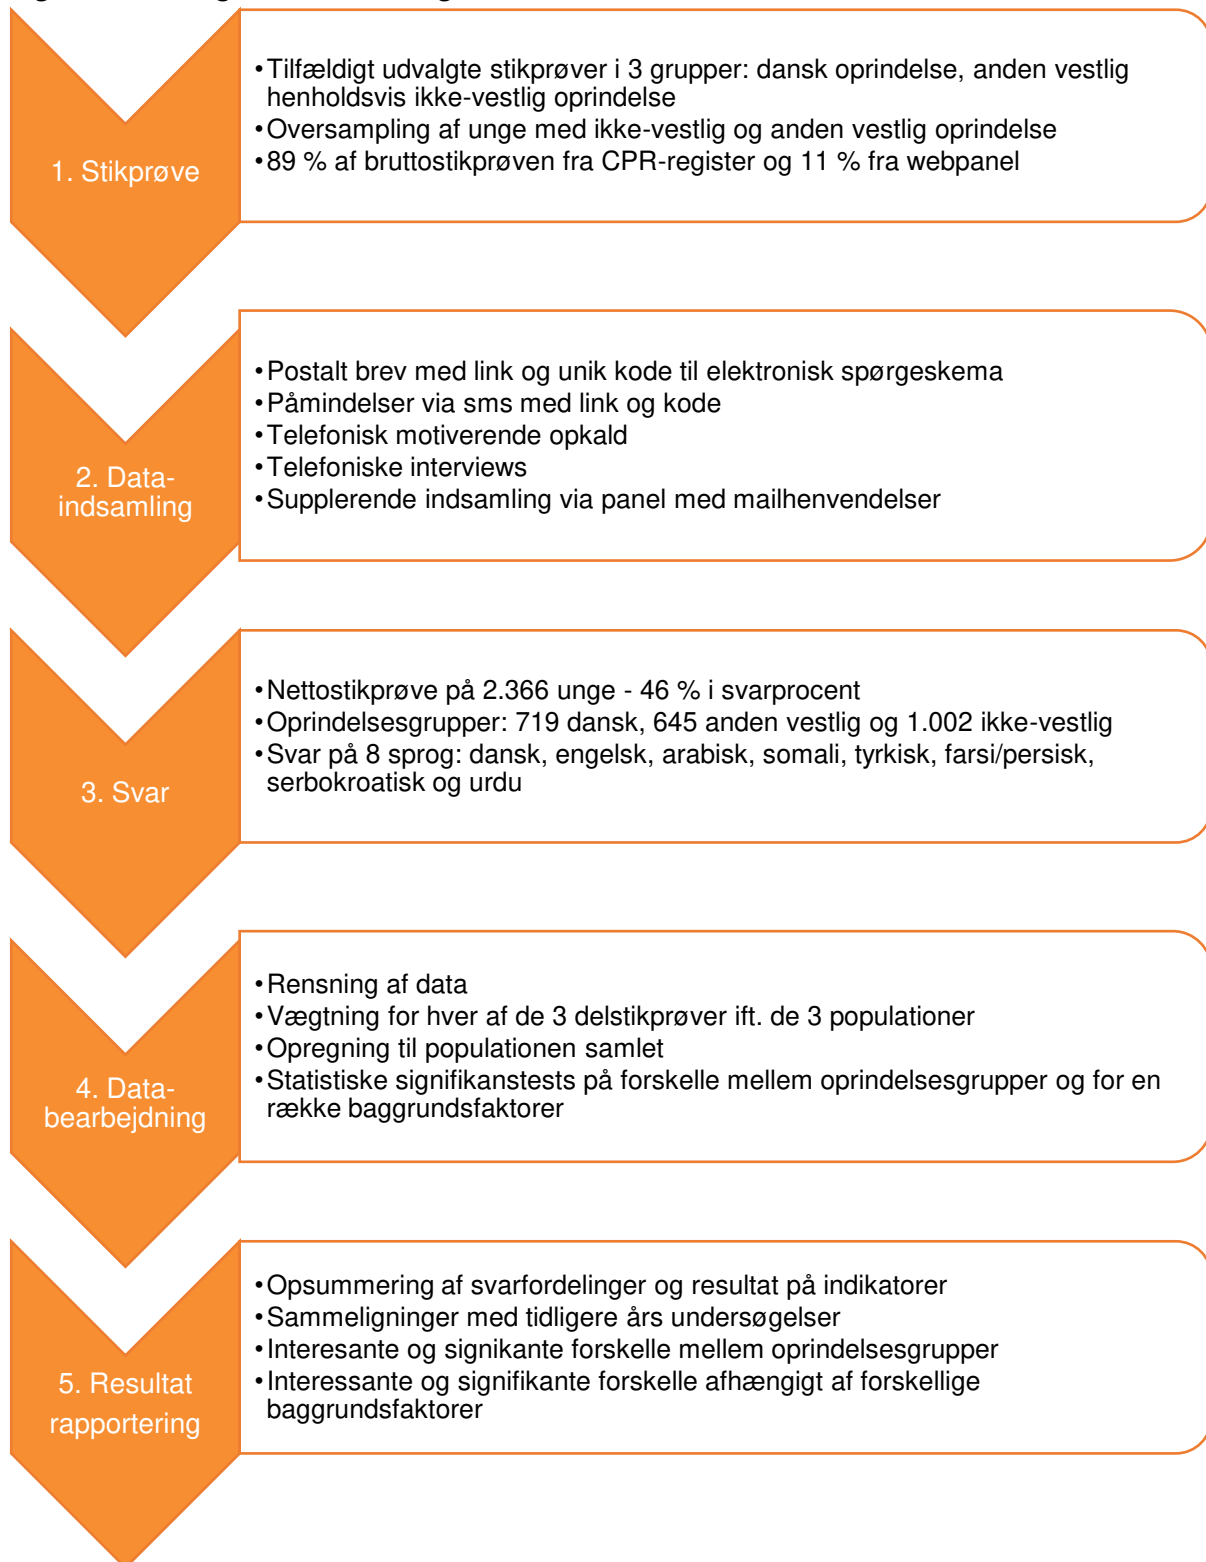 1. Stikprøve
•Tilfældigt udvalgte stikprøver i 3 grupper: dansk oprindelse, anden vestlig
henholdsvis ikke-vestlig oprindelse
•Oversampling af unge med ikke-vestlig og anden vestlig oprindelse
•89 % af bruttostikprøven fra CPR-register og 11 % fra webpanel
2. Data-
indsamling
•Postalt brev med link og unik kode til elektronisk spørgeskema
•Påmindelser via sms med link og kode
•Telefonisk motiverende opkald
•Telefoniske interviews
•Supplerende indsamling via panel med mailhenvendelser
3. Svar
•Nettostikprøve på 2.366 unge - 46 % i svarprocent
•Oprindelsesgrupper: 719 dansk, 645 anden vestlig og 1.002 ikke-vestlig
•Svar på 8 sprog: dansk, engelsk, arabisk, somali, tyrkisk, farsi/persisk,
serbokroatisk og urdu
4. Data-
bearbejdning
•Rensning af data
•Vægtning for hver af de 3 delstikprøver ift. de 3 populationer
•Opregning til populationen samlet
•Statistiske signifikanstests på forskelle mellem oprindelsesgrupper og for en
række baggrundsfaktorer
5. Resultat
rapportering
•Opsummering af svarfordelinger og resultat på indikatorer
•Sammeligninger med tidligere års undersøgelser
•Interesante og signikante forskelle mellem oprindelsesgrupper
•Interessante og signifikante forskelle afhængigt af forskellige
baggrundsfaktorer